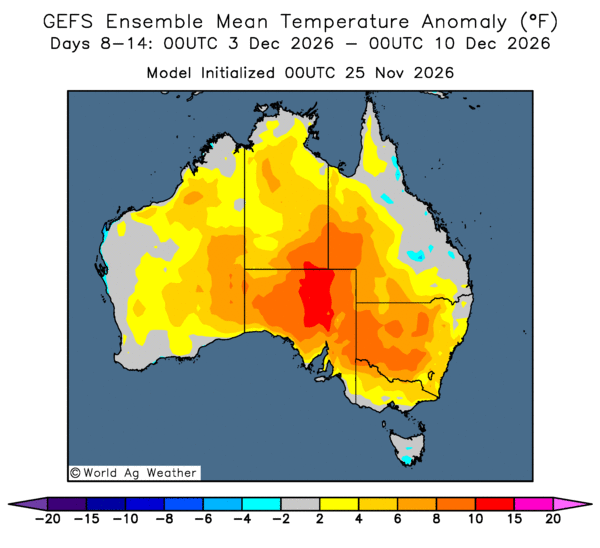 GEFS Ensemble Mean Temperature Anomaly (°F)
Days 8-14: 00UTC 3 Dec 2026 - 00UTC 10 Dec 2026
Model Initialized 00UTC 25 Nov 2026
©World Ag Weather
-20 -15 -10 -8 -6 -4 -2 2 4 6 8 10 15 20